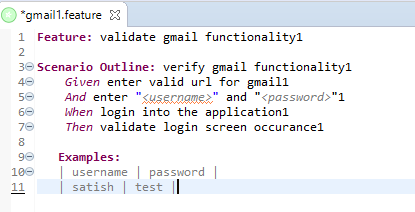 *gmail1.feature
1 Feature: validate gmail functionality1
2
3 Scenario Outline: verify gmail functionality1
4 Given enter valid url for gmail1
5 And enter "<username>" and "<password>"1
6 When login into the application1
7 Then validate login screen occurance1
8
9 Examples:
10 | username | password |
11 | satish | test |